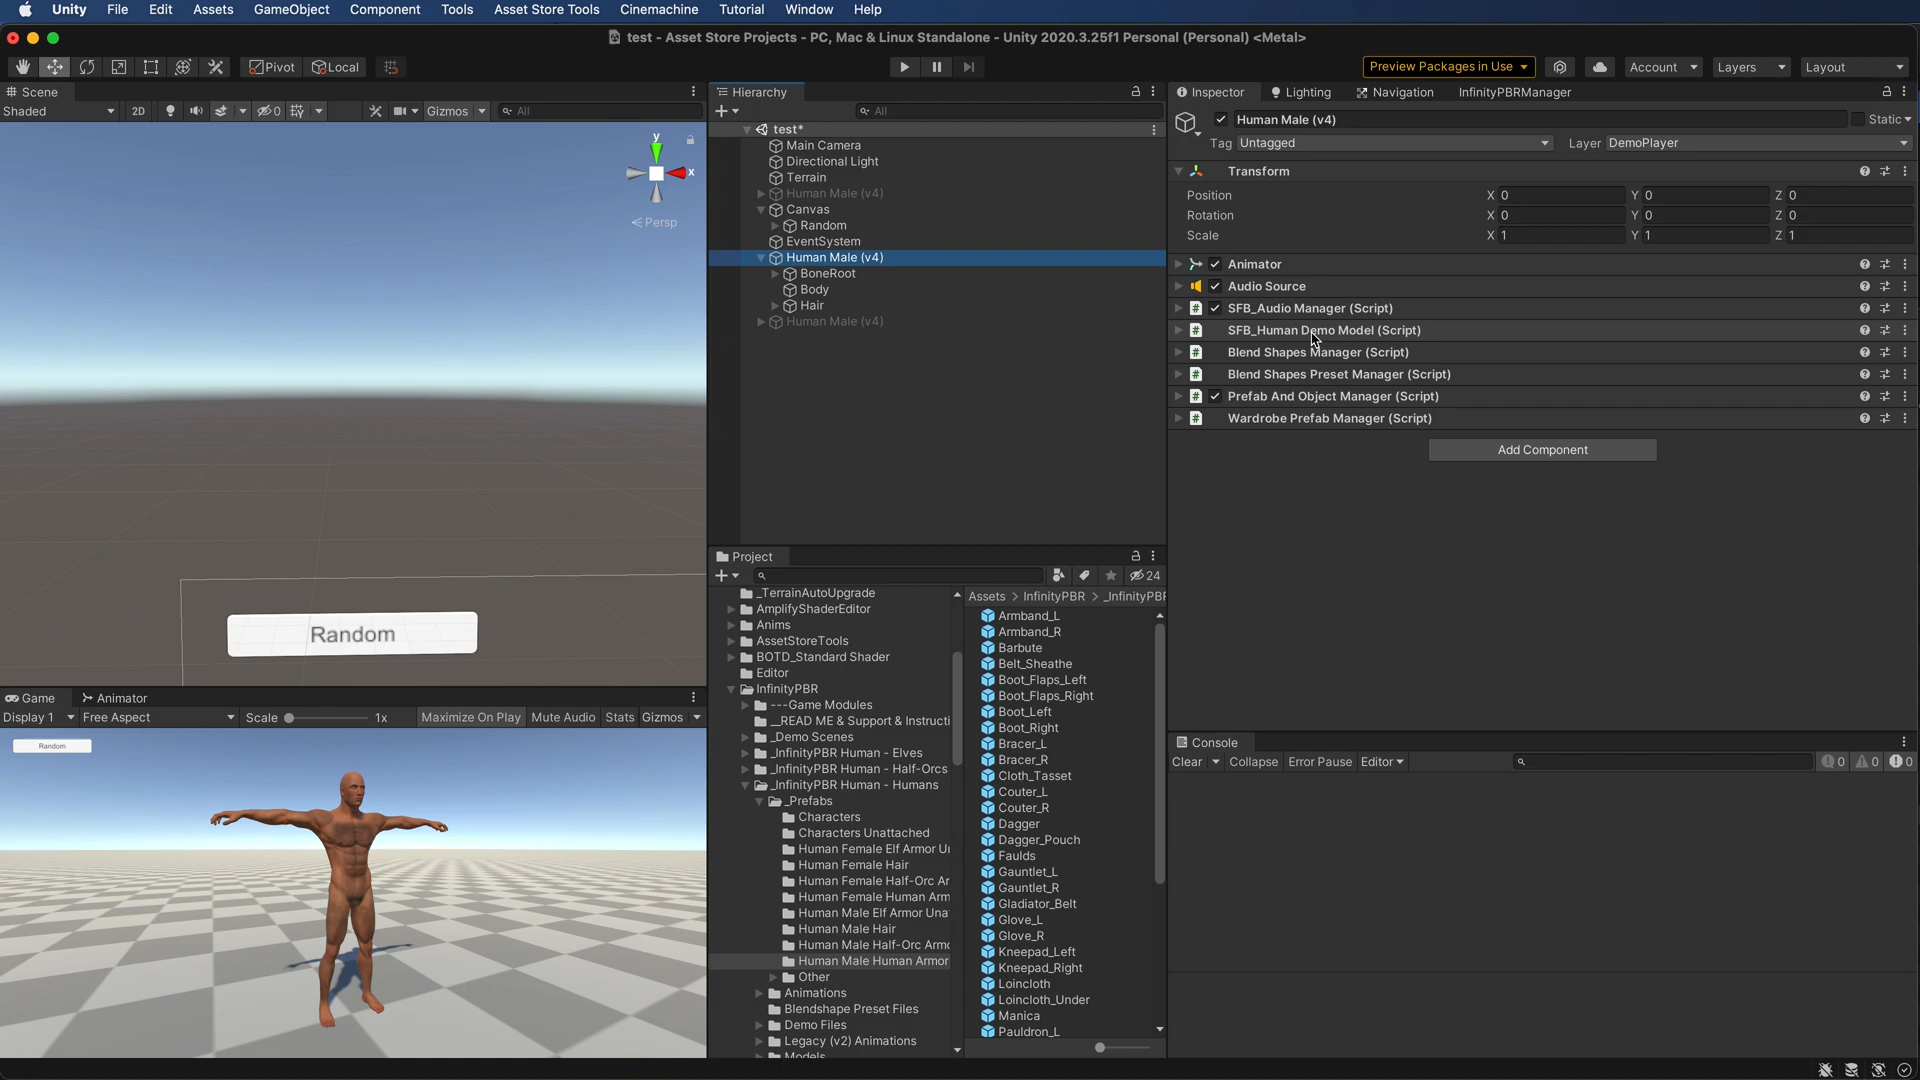 Unity File Edit Assets GameObject Component Tools Asset Store Tools Cinemachine Tutorial Window Help
test - Asset Store Projects - PC, Mac & Linux Standalone - Unity 2020.3.25f1 Personal (Personal) <Metal>
Pivot Local Preview Packages in Use Account Layers Layout
Scene
Shaded 2D 0 Gizmos All
y
x
Persp
Random
Game Animator
Display 1 Free Aspect Scale 1x Maximize On Play Mute Audio Stats Gizmos
Random
Hierarchy
All
test*
Main Camera
Directional Light
Terrain
Human Male (v4)
Canvas
Random
EventSystem
Human Male (v4)
BoneRoot
Body
Hair
Human Male (v4)
Project
24
_TerrainAutoUpgrade
AmplifyShaderEditor
Anims
AssetStoreTools
BOTD_Standard Shader
Editor
InfinityPBR
---Game Modules
__READ ME & Support & Instructi
_Demo Scenes
_InfinityPBR Human - Elves
_InfinityPBR Human - Half-Orcs
_InfinityPBR Human - Humans
_Prefabs
Characters
Characters Unattached
Human Female Elf Armor Un
Human Female Hair
Human Female Half-Orc Ar
Human Female Human Arm
Human Male Elf Armor Una
Human Male Hair
Human Male Half-Orc Armo
Human Male Human Armor
Other
Animations
Blendshape Preset Files
Demo Files
Legacy (v2) Animations
Models
Assets > InfinityPBR > _InfinityPBR
Armband_L
Armband_R
Barbute
Belt_Sheathe
Boot_Flaps_Left
Boot_Flaps_Right
Boot_Left
Boot_Right
Bracer_L
Bracer_R
Cloth_Tasset
Couter_L
Couter_R
Dagger
Dagger_Pouch
Faulds
Gauntlet_L
Gauntlet_R
Gladiator_Belt
Glove_L
Glove_R
Kneepad_Left
Kneepad_Right
Loincloth
Loincloth_Under
Manica
Pauldron_L
Inspector Lighting Navigation InfinityPBRManager
Human Male (v4) Static
Tag Untagged Layer DemoPlayer
Transform
Position X 0 Y 0 Z 0
Rotation X 0 Y 0 Z 0
Scale X 1 Y 1 Z 1
Animator
Audio Source
SFB_Audio Manager (Script)
SFB_Human Demo Model (Script)
Blend Shapes Manager (Script)
Blend Shapes Preset Manager (Script)
Prefab And Object Manager (Script)
Wardrobe Prefab Manager (Script)
Add Component
Console
Clear Collapse Error Pause Editor 0 0 0